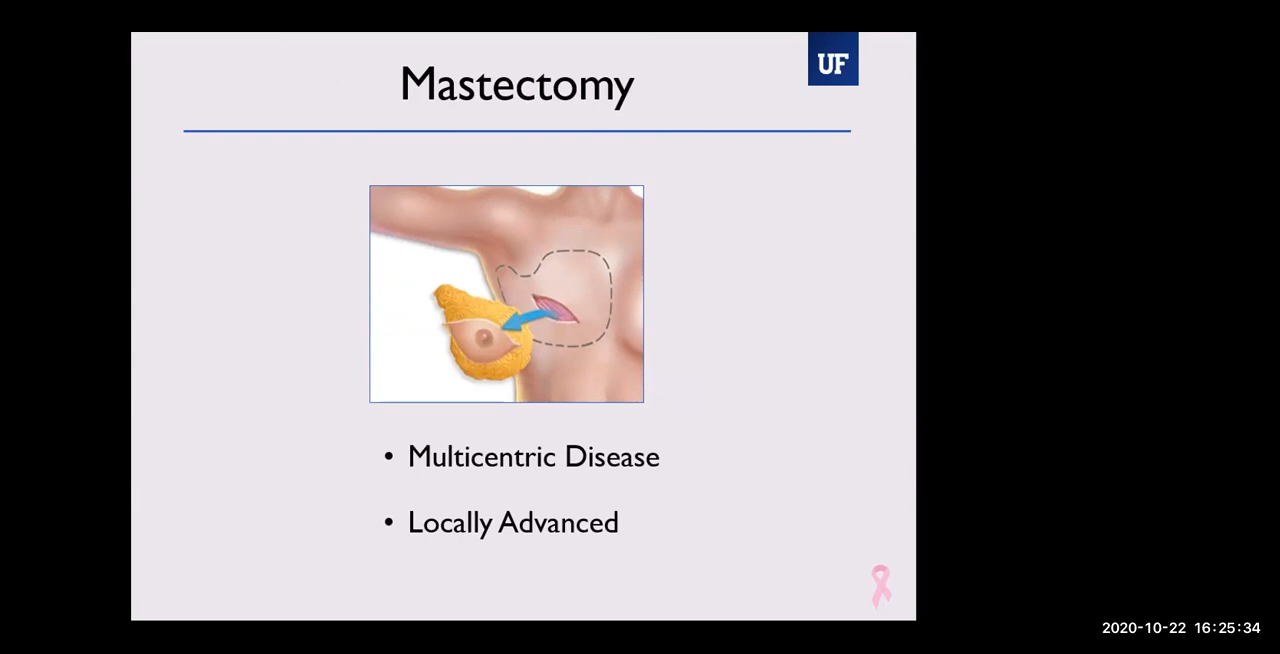 UF
Mastectomy
• Multicentric Disease
• Locally Advanced
2020-10-22 16:25:34